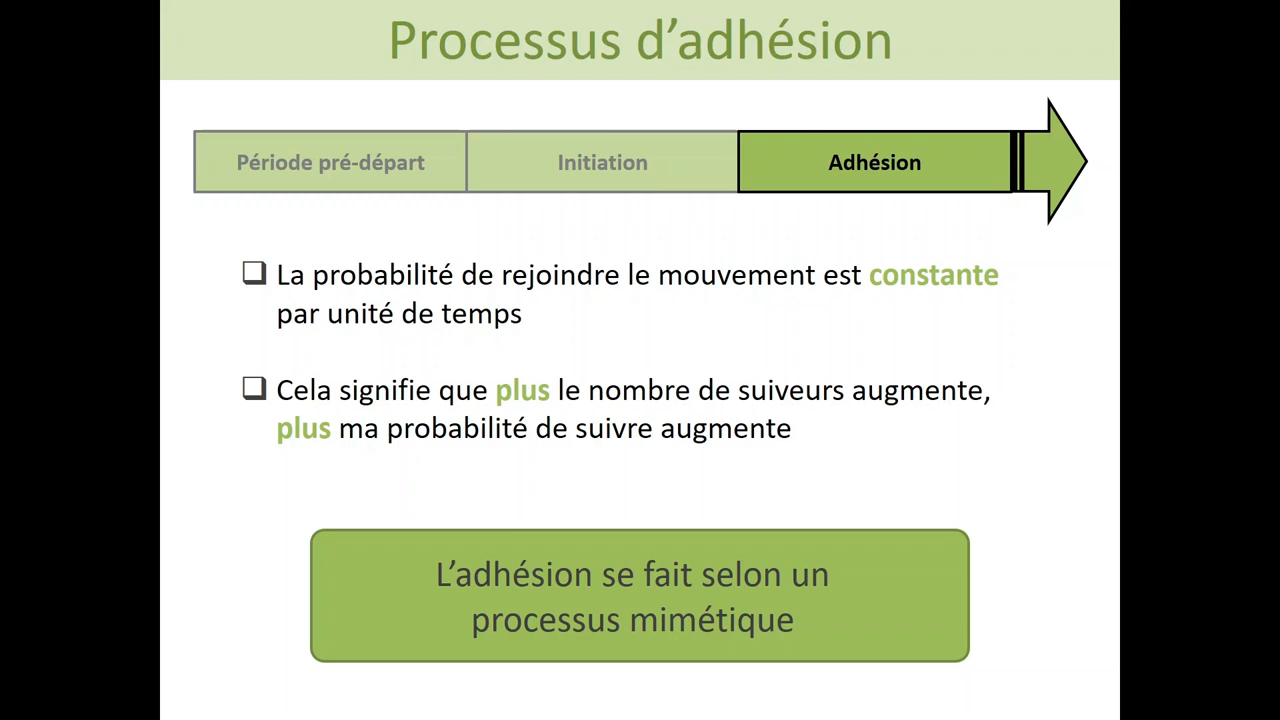 Processus d’adhésion
Période pré-départ
Initiation
Adhésion
❑ La probabilité de rejoindre le mouvement est constante
par unité de temps
❑ Cela signifie que plus le nombre de suiveurs augmente,
plus ma probabilité de suivre augmente
L’adhésion se fait selon un
processus mimétique